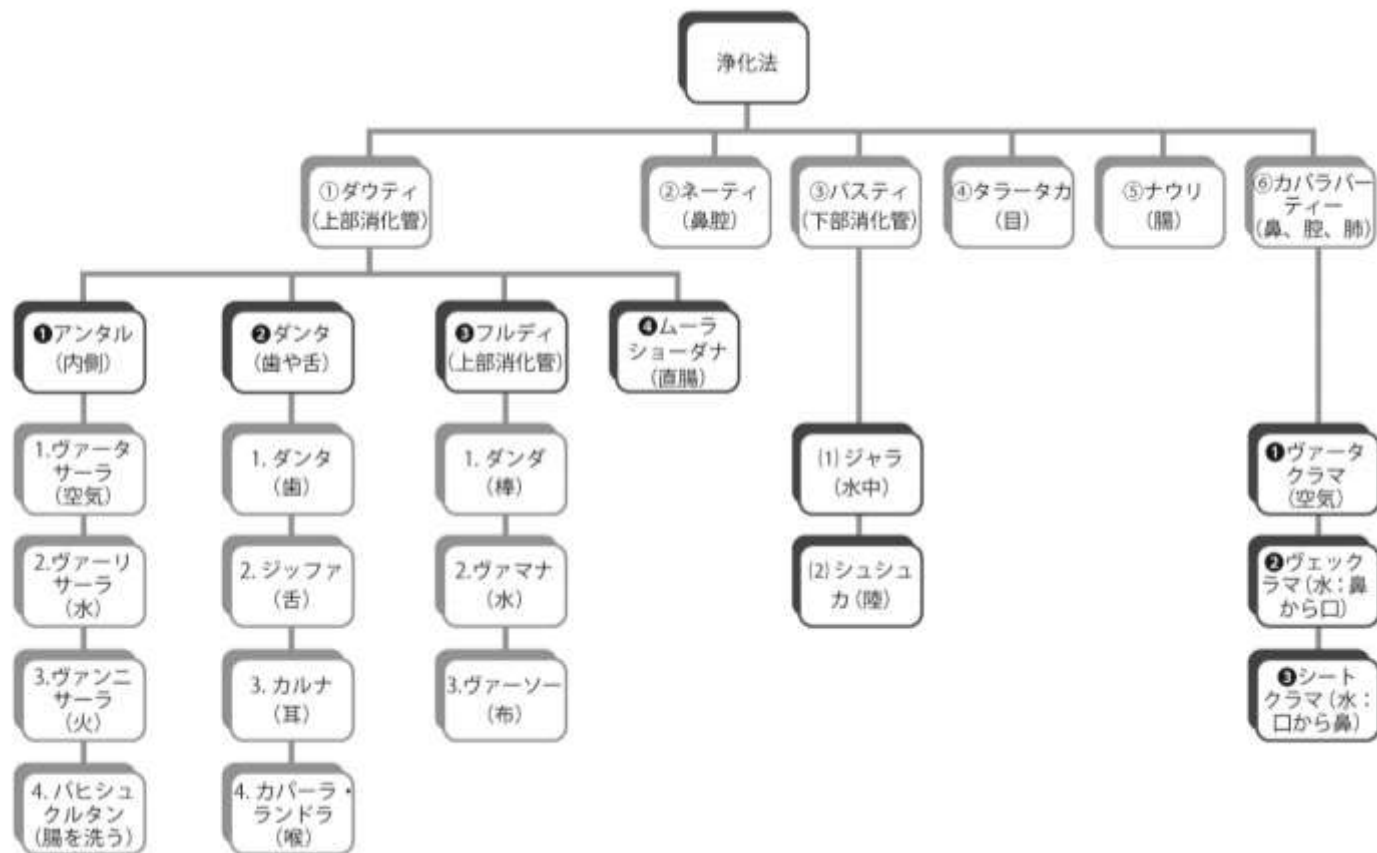 浄化法
①ダウティ
(上部消化管)
②ネーティ
(鼻腔)
③バスティ
(下部消化管)
④タラータカ
(目)
⑤ナウリ
(腸)
⑥カパラバー
ティー
(鼻、腔、肺)
❶アンタル
(内側)
❷ダンタ
(歯や舌)
❸フルディ
(上部消化管)
❹ムーラ
ショーダナ
(直腸)
1.ヴァータ
サーラ
(空気)
2.ヴァーリ
サーラ
(水)
3.ヴァンニ
サーラ
(火)
4. バヒシュ
クルタン
(腸を洗う)
1. ダンタ
(歯)
2. ジッファ
(舌)
3. カルナ
(耳)
4. カパーラ・
ランドラ
(喉)
1. ダンダ
(棒)
2.ヴァマナ
(水)
3.ヴァーソー
(布)
(1) ジャラ
(水中)
(2) シュシュ
カ(陸)
❶ヴァータ
クラマ
(空気)
❷ヴェック
ラマ(水:鼻
から口)
❸シート
クラマ(水:
口から鼻)